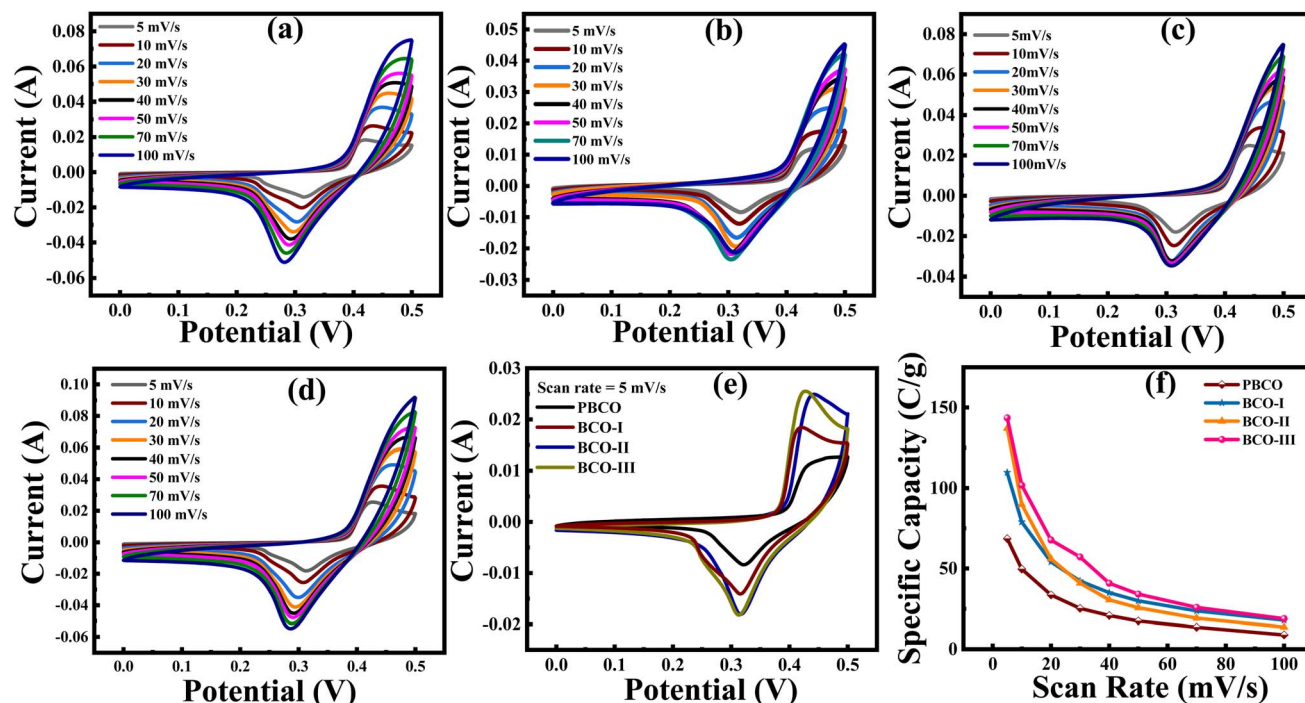 (a)
5 mV/s
10 mV/s
20 mV/s
30 mV/s
40 mV/s
50 mV/s
70 mV/s
100 mV/s
0.08
0.06
0.04
0.02
0.00
-0.02
-0.04
-0.06
Current (A)
0.0 0.1 0.2 0.3 0.4 0.5
Potential (V)
(b)
5 mV/s
10 mV/s
20 mV/s
30 mV/s
40 mV/s
50 mV/s
70 mV/s
100 mV/s
0.05
0.04
0.03
0.02
0.01
0.00
-0.01
-0.02
-0.03
Current (A)
0.0 0.1 0.2 0.3 0.4 0.5
Potential (V)
(c)
5mV/s
10mV/s
20mV/s
30mV/s
40mV/s
50mV/s
70mV/s
100mV/s
0.08
0.06
0.04
0.02
0.00
-0.02
-0.04
Current (A)
0.0 0.1 0.2 0.3 0.4 0.5
Potential (V)
(d)
5 mV/s
10 mV/s
20 mV/s
30 mV/s
40 mV/s
50 mV/s
70 mV/s
100 mV/s
0.10
0.08
0.06
0.04
0.02
0.00
-0.02
-0.04
-0.06
Current (A)
0.0 0.1 0.2 0.3 0.4 0.5
Potential (V)
(e)
Scan rate = 5 mV/s
PBCO
BCO-I
BCO-II
BCO-III
0.03
0.02
0.01
0.00
-0.01
-0.02
Current (A)
0.0 0.1 0.2 0.3 0.4 0.5
Potential (V)
(f)
PBCO
BCO-I
BCO-II
BCO-III
150
100
50
0
Specific Capacity (C/g)
0 20 40 60 80 100
Scan Rate (mV/s)